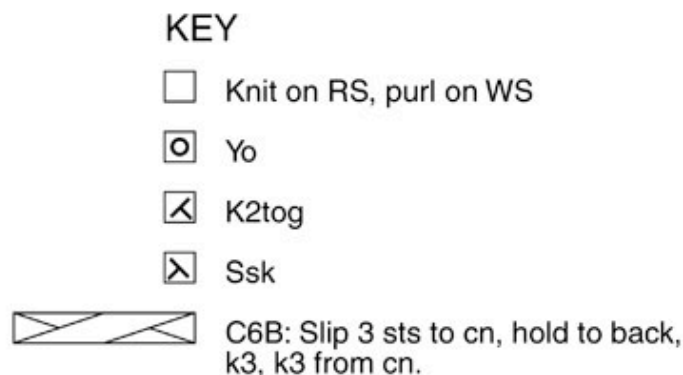 KEY
Knit on RS, purl on WS
Yo
K2tog
Ssk
C6B: Slip 3 sts to cn, hold to back,
k3, k3 from cn.